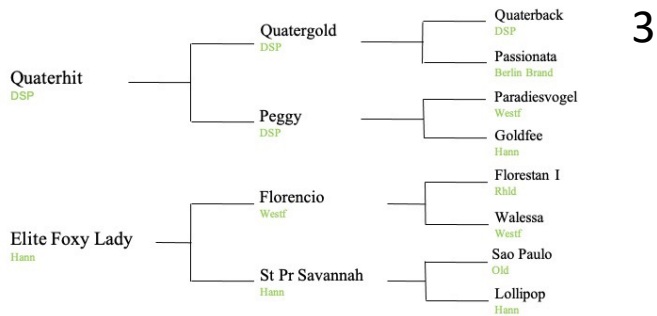 3
Quaterhit
DSP
Quatergold
DSP
Quaterback
DSP
Passionata
Berlin Brand
Peggy
DSP
Paradiesvogel
Westf
Goldfee
Hann
Elite Foxy Lady
Hann
Florencio
Westf
Florestan I
Rhld
Walessa
Westf
St Pr Savannah
Hann
Sao Paulo
Old
Lollipop
Hann